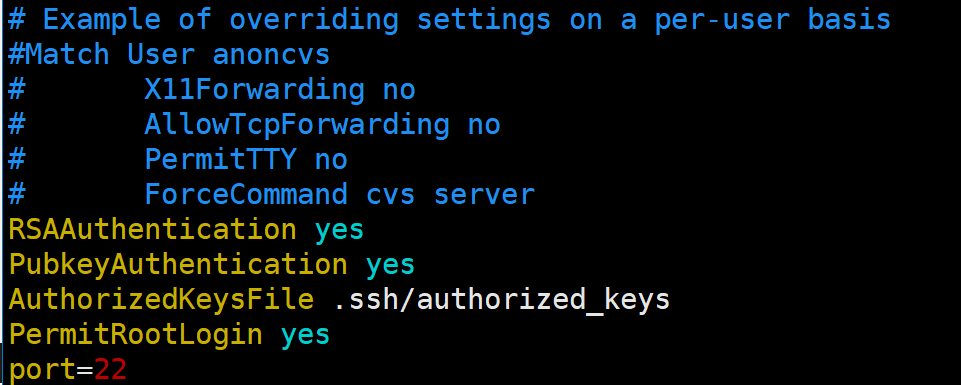 # Example of overriding settings on a per-user basis
#Match User anoncvs
#       X11Forwarding no
#       AllowTcpForwarding no
#       PermitTTY no
#       ForceCommand cvs server
RSAAuthentication yes
PubkeyAuthentication yes
AuthorizedKeysFile .ssh/authorized_keys
PermitRootLogin yes
port=22